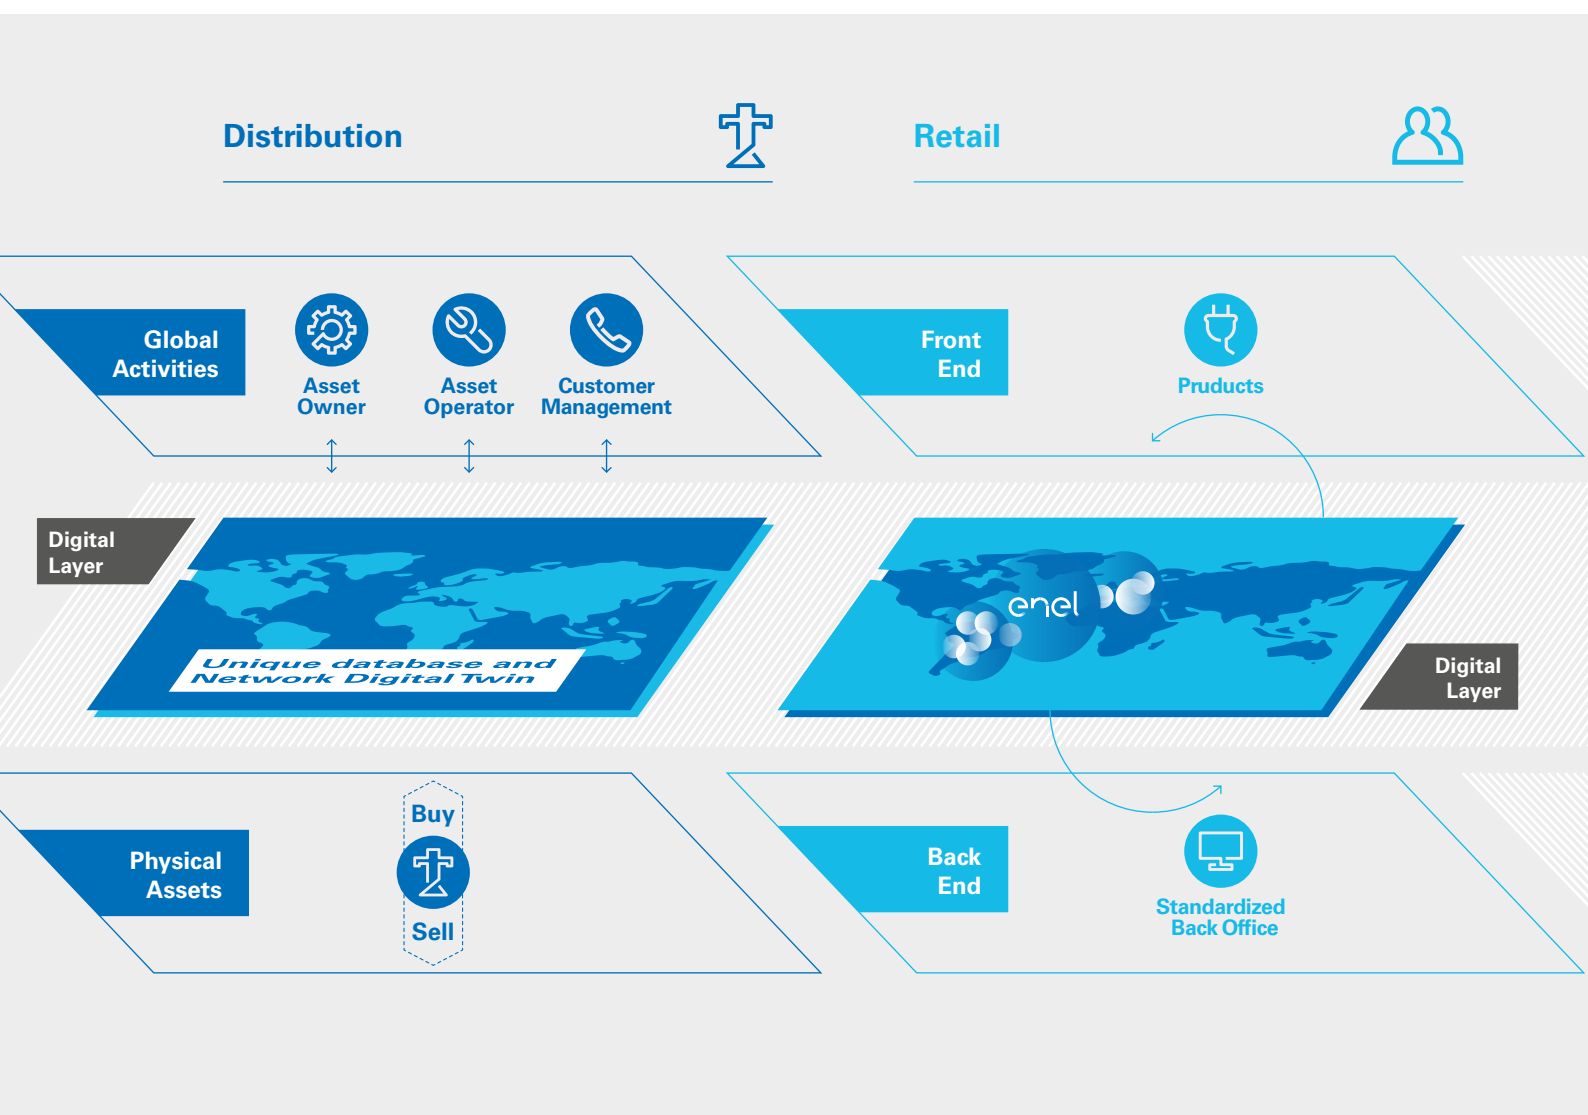 Distribution
Retail
Global
Activities
Asset
Owner
Asset
Operator
Customer
Management
Front
End
Pruducts
Digital
Layer
Unique database and
Network Digital Twin
enel
Digital
Layer
Physical
Assets
Buy
Sell
Back
End
Standardized
Back Office